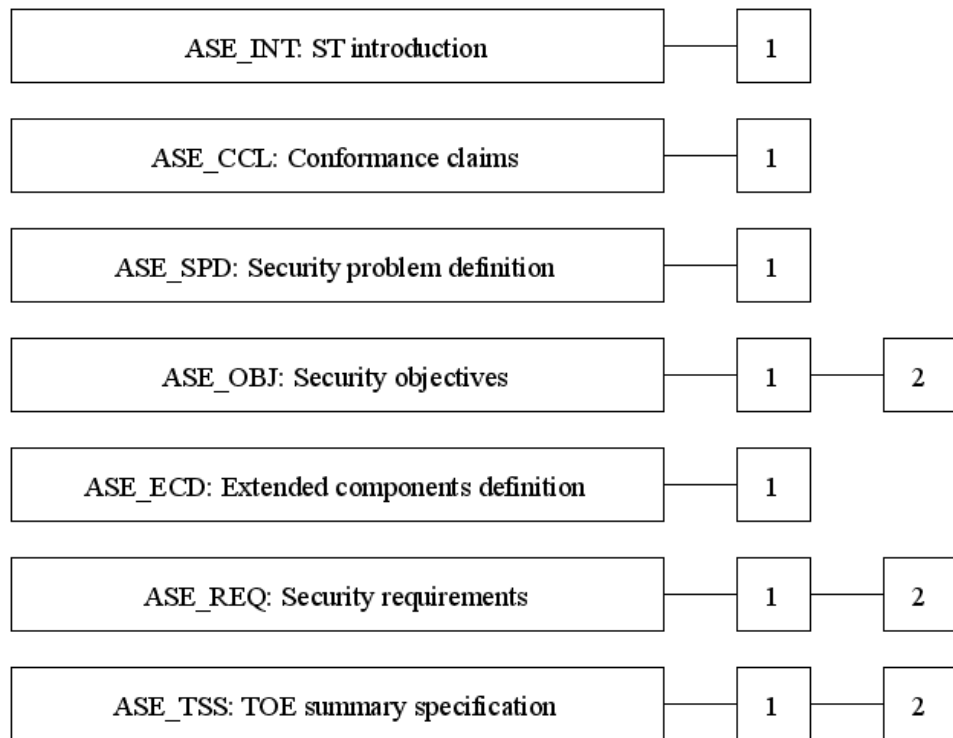 ASE_INT: ST introduction 1
ASE_CCL: Conformance claims 1
ASE_SPD: Security problem definition 1
ASE_OBJ: Security objectives 1 2
ASE_ECD: Extended components definition 1
ASE_REQ: Security requirements 1 2
ASE_TSS: TOE summary specification 1 2